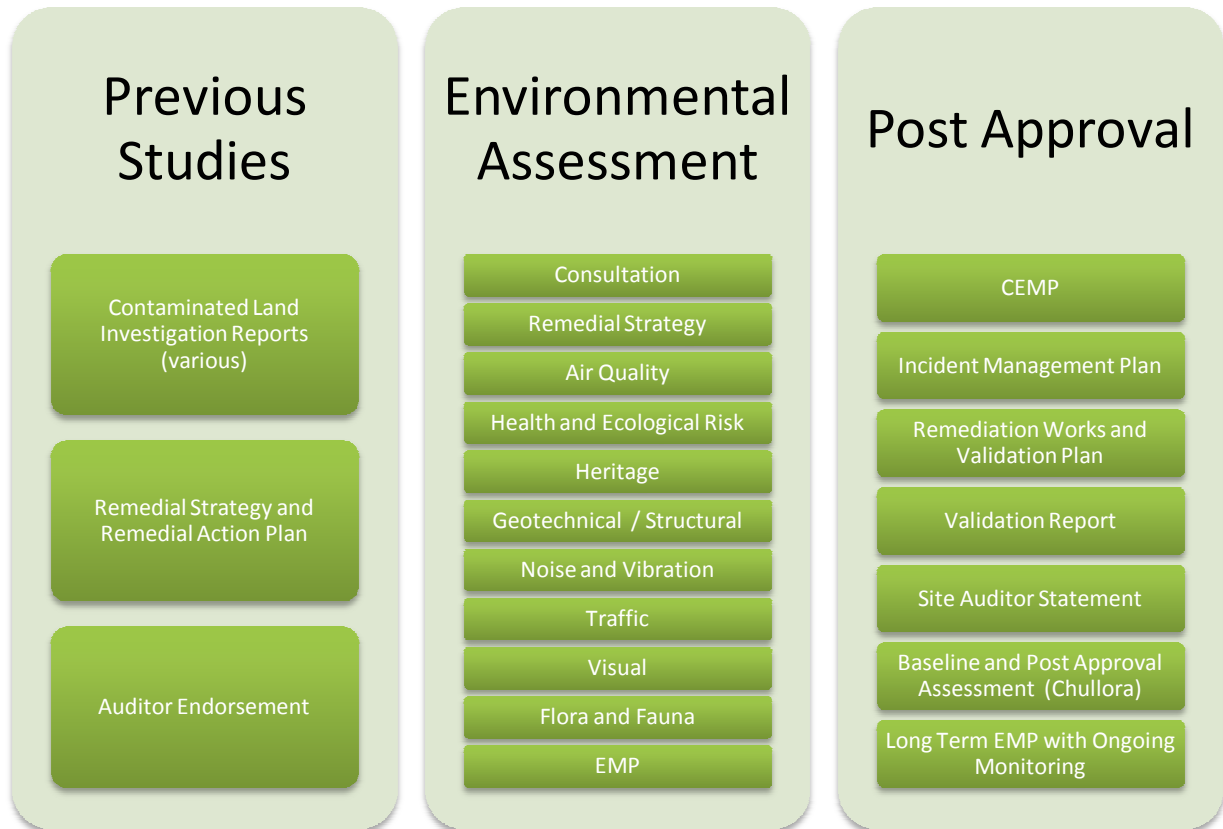 Previous
Studies
Contaminated Land
Investigation Reports
(various)
Remedial Strategy and
Remedial Action Plan
Auditor Endorsement
Environmental
Assessment
Consultation
Remedial Strategy
Air Quality
Health and Ecological Risk
Heritage
Geotechnical / Structural
Noise and Vibration
Traffic
Visual
Flora and Fauna
EMP
Post Approval
CEMP
Incident Management Plan
Remediation Works and
Validation Plan
Validation Report
Site Auditor Statement
Baseline and Post Approval
Assessment (Chullora)
Long Term EMP with Ongoing
Monitoring